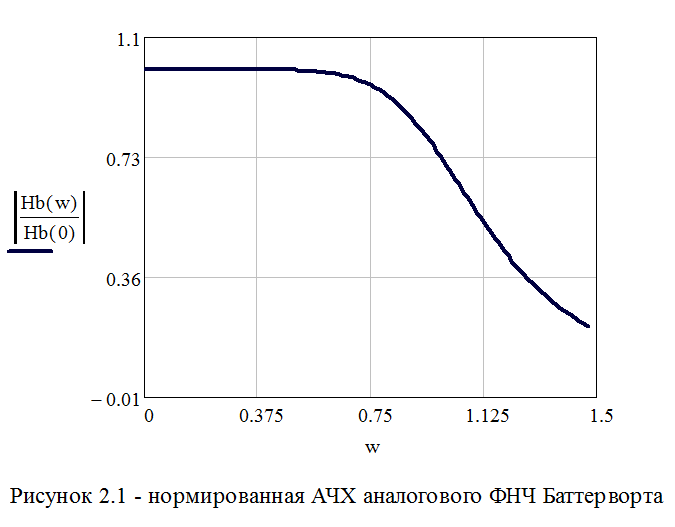 1.1
0.73
Hb(w)
Hb(0)
0.36
−0.01
0 0.375 0.75 1.125 1.5
w
Рисунок 2.1 - нормированная АЧХ аналогового ФНЧ Баттерворта